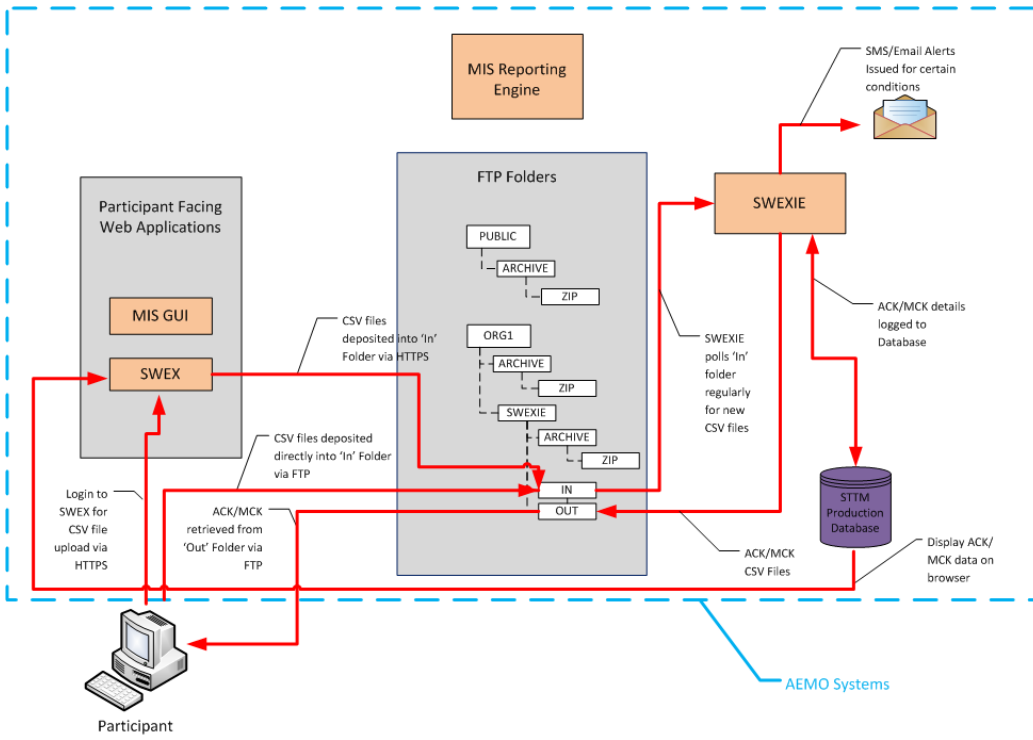 MIS Reporting
Engine
SMS/Email Alerts
Issued for certain
conditions
FTP Folders
Participant Facing
Web Applications
SWEXIE
PUBLIC
ARCHIVE
ZIP
MIS GUI
SWEX
CSV files
deposited into ‘In’
Folder via HTTPS
ORG1
ARCHIVE
ZIP
SWEXIE
ARCHIVE
ZIP
IN
OUT
SWEXIE
polls ‘In’
folder
regularly
for new
CSV files
ACK/MCK details
logged to
Database
CSV files deposited
directly into ‘In’ Folder
via FTP
Login to
SWEX for
CSV file
upload via
HTTPS
ACK/MCK
retrieved from
‘Out’ Folder via
FTP
STTM
Production
Database
ACK/MCK
CSV Files
Display ACK/
MCK data on
browser
AEMO Systems
Participant